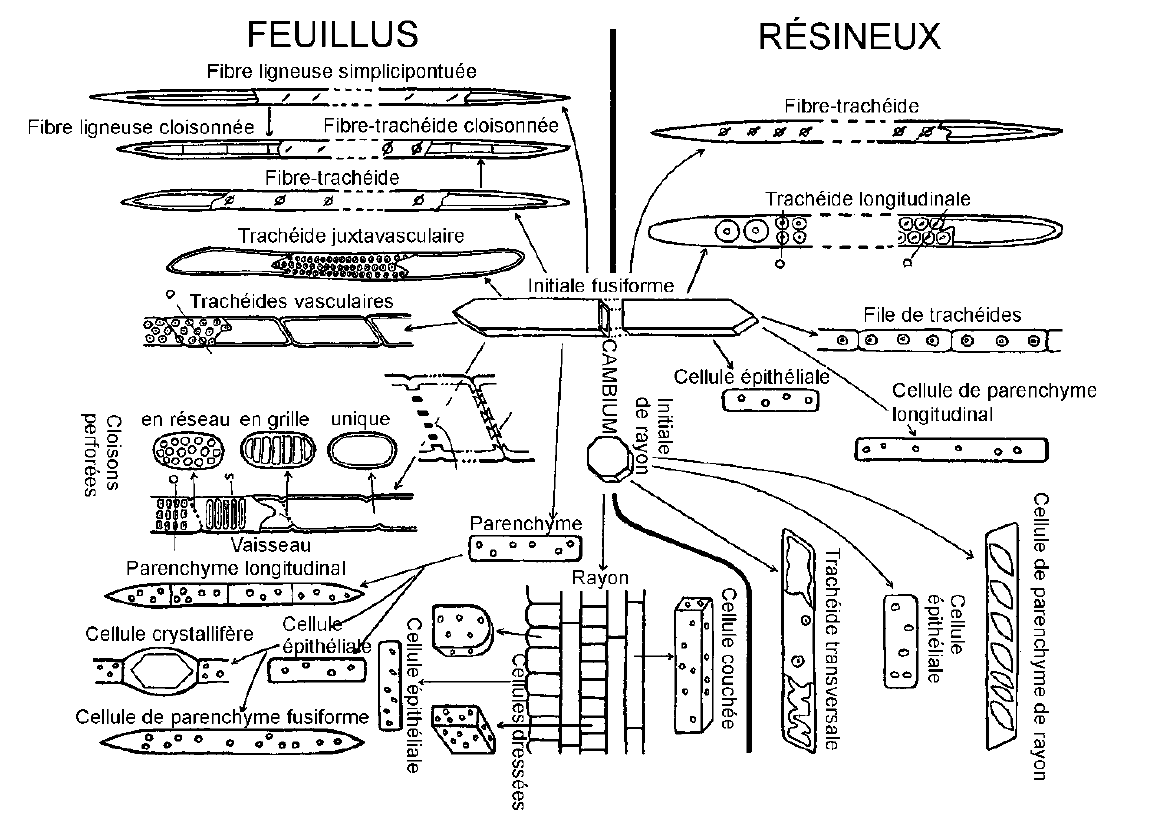 FEUILLUS
RÉSINEUX
Fibre ligneuse simplicipontuée
Fibre ligneuse cloisonnée
Fibre-trachéide cloisonnée
Fibre-trachéide
Trachéide juxtavasculaire
Trachéides vasculaires
Fibre-trachéide
Trachéide longitudinale
Initiale fusiforme
File de trachéides
CAMBIUM
Cellule épithéliale
Cellule de parenchyme
longitudinal
Initiale
de rayon
Cloisons
perforées
en réseau
en grille
unique
s
Vaisseau
Parenchyme
Parenchyme longitudinal
Rayon
Cellule crystallifère
Cellule
épithéliale
Cellule de parenchyme fusiforme
Cellule épithéliale
Cellules dressées
Cellule couchée
Trachéide transversale
Cellule
épithéliale
Cellule de parenchyme de rayon